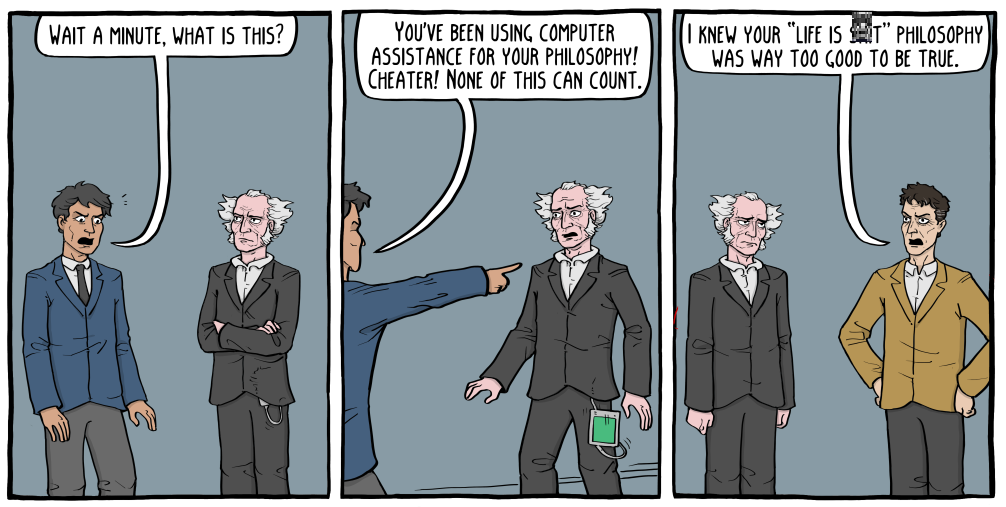 WAIT A MINUTE, WHAT IS THIS?
YOU'VE BEEN USING COMPUTER
ASSISTANCE FOR YOUR PHILOSOPHY!
CHEATER! NONE OF THIS CAN COUNT.
I KNEW YOUR "LIFE IS T" PHILOSOPHY
WAS WAY TOO GOOD TO BE TRUE.